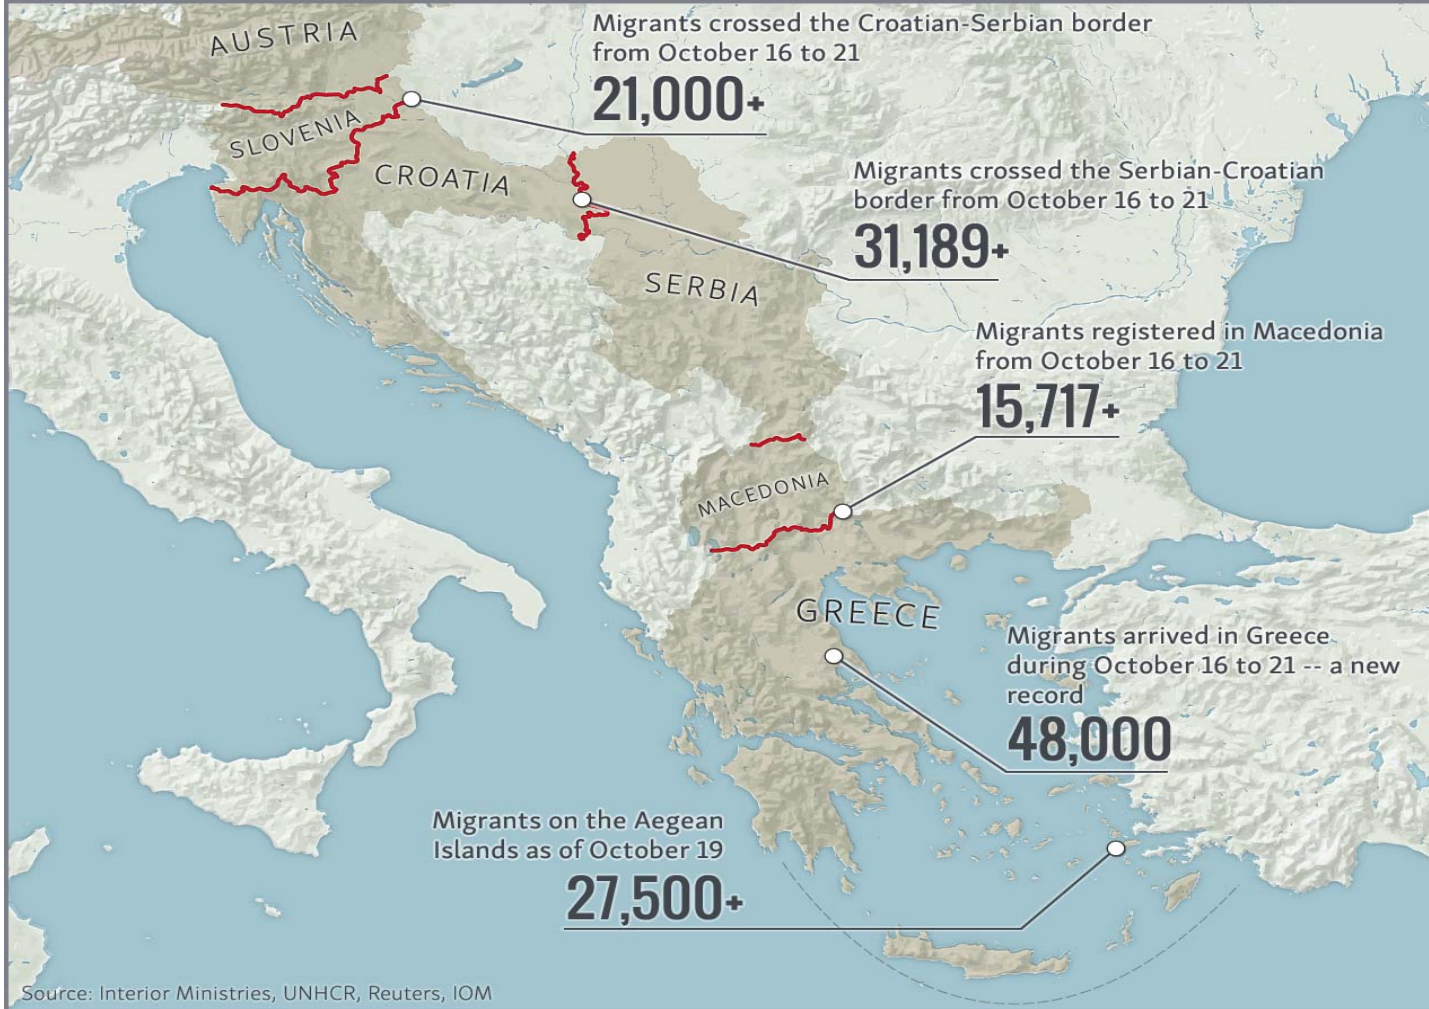 AUSTRIA
Migrants crossed the Croatian-Serbian border
from October 16 to 21
21,000+
SLOVENIA
CROATIA
Migrants crossed the Serbian-Croatian
border from October 16 to 21
31,189+
SERBIA
Migrants registered in Macedonia
from October 16 to 21
15,717+
MACEDONIA
GREECE
Migrants arrived in Greece
during October 16 to 21 -- a new
record
48,000
Migrants on the Aegean
Islands as of October 19
27,500+
Source: Interior Ministries, UNHCR, Reuters, IOM